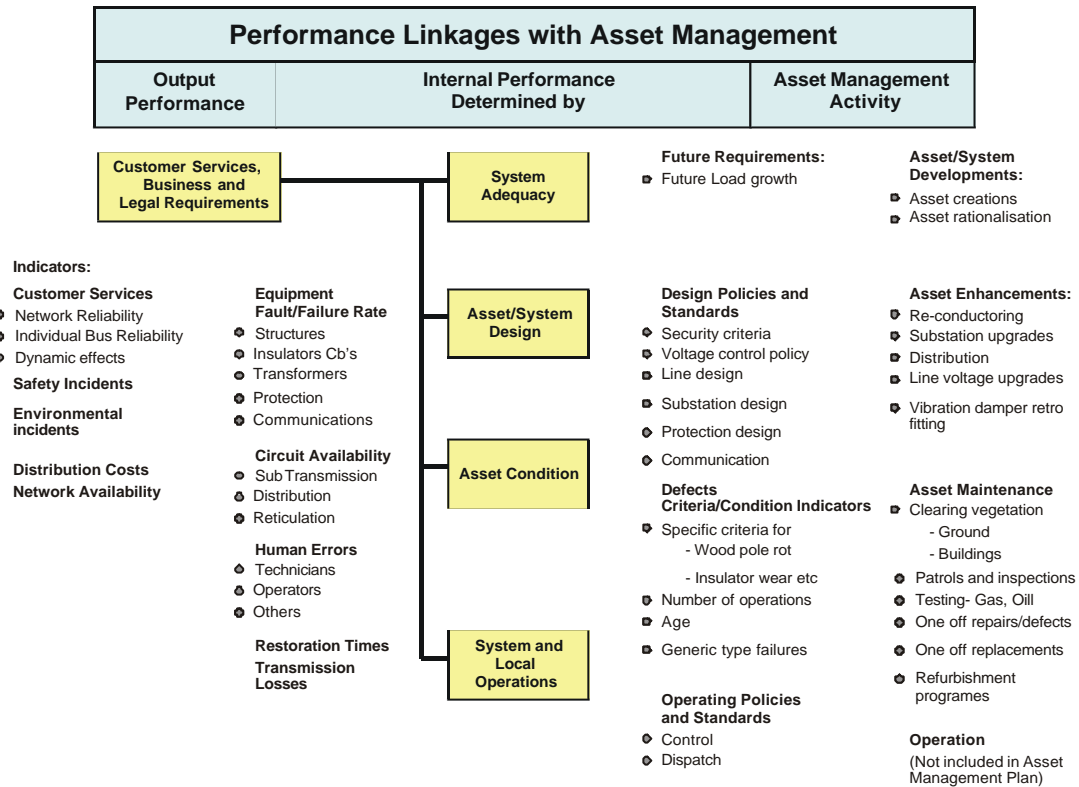 Performance Linkages with Asset Management
Output
Performance
Internal Performance
Determined by
Asset Management
Activity
Customer Services,
Business and
Legal Requirements
System
Adequacy
Future Requirements:
Future Load growth
Asset/System
Developments:
Asset creations
Asset rationalisation
Indicators:
Customer Services
Network Reliability
Individual Bus Reliability
Dynamic effects
Safety Incidents
Environmental
incidents
Distribution Costs
Network Availability
Equipment
Fault/Failure Rate
Structures
Insulators Cb's
Transformers
Protection
Communications
Circuit Availability
Sub Transmission
Distribution
Reticulation
Human Errors
Technicians
Operators
Others
Restoration Times
Transmission
Losses
Asset/System
Design
Asset Condition
System and
Local
Operations
Design Policies and
Standards
Security criteria
Voltage control policy
Line design
Substation design
Protection design
Communication
Defects
Criteria/Condition Indicators
Specific criteria for
- Wood pole rot
- Insulator wear etc
Number of operations
Age
Generic type failures
Operating Policies
and Standards
Control
Dispatch
Asset Enhancements:
Re-conductoring
Substation upgrades
Distribution
Line voltage upgrades
Vibration damper retro
fitting
Asset Maintenance
Clearing vegetation
- Ground
- Buildings
Patrols and inspections
Testing- Gas, Oill
One off repairs/defects
One off replacements
Refurbishment
programes
Operation
(Not included in Asset
Management Plan)